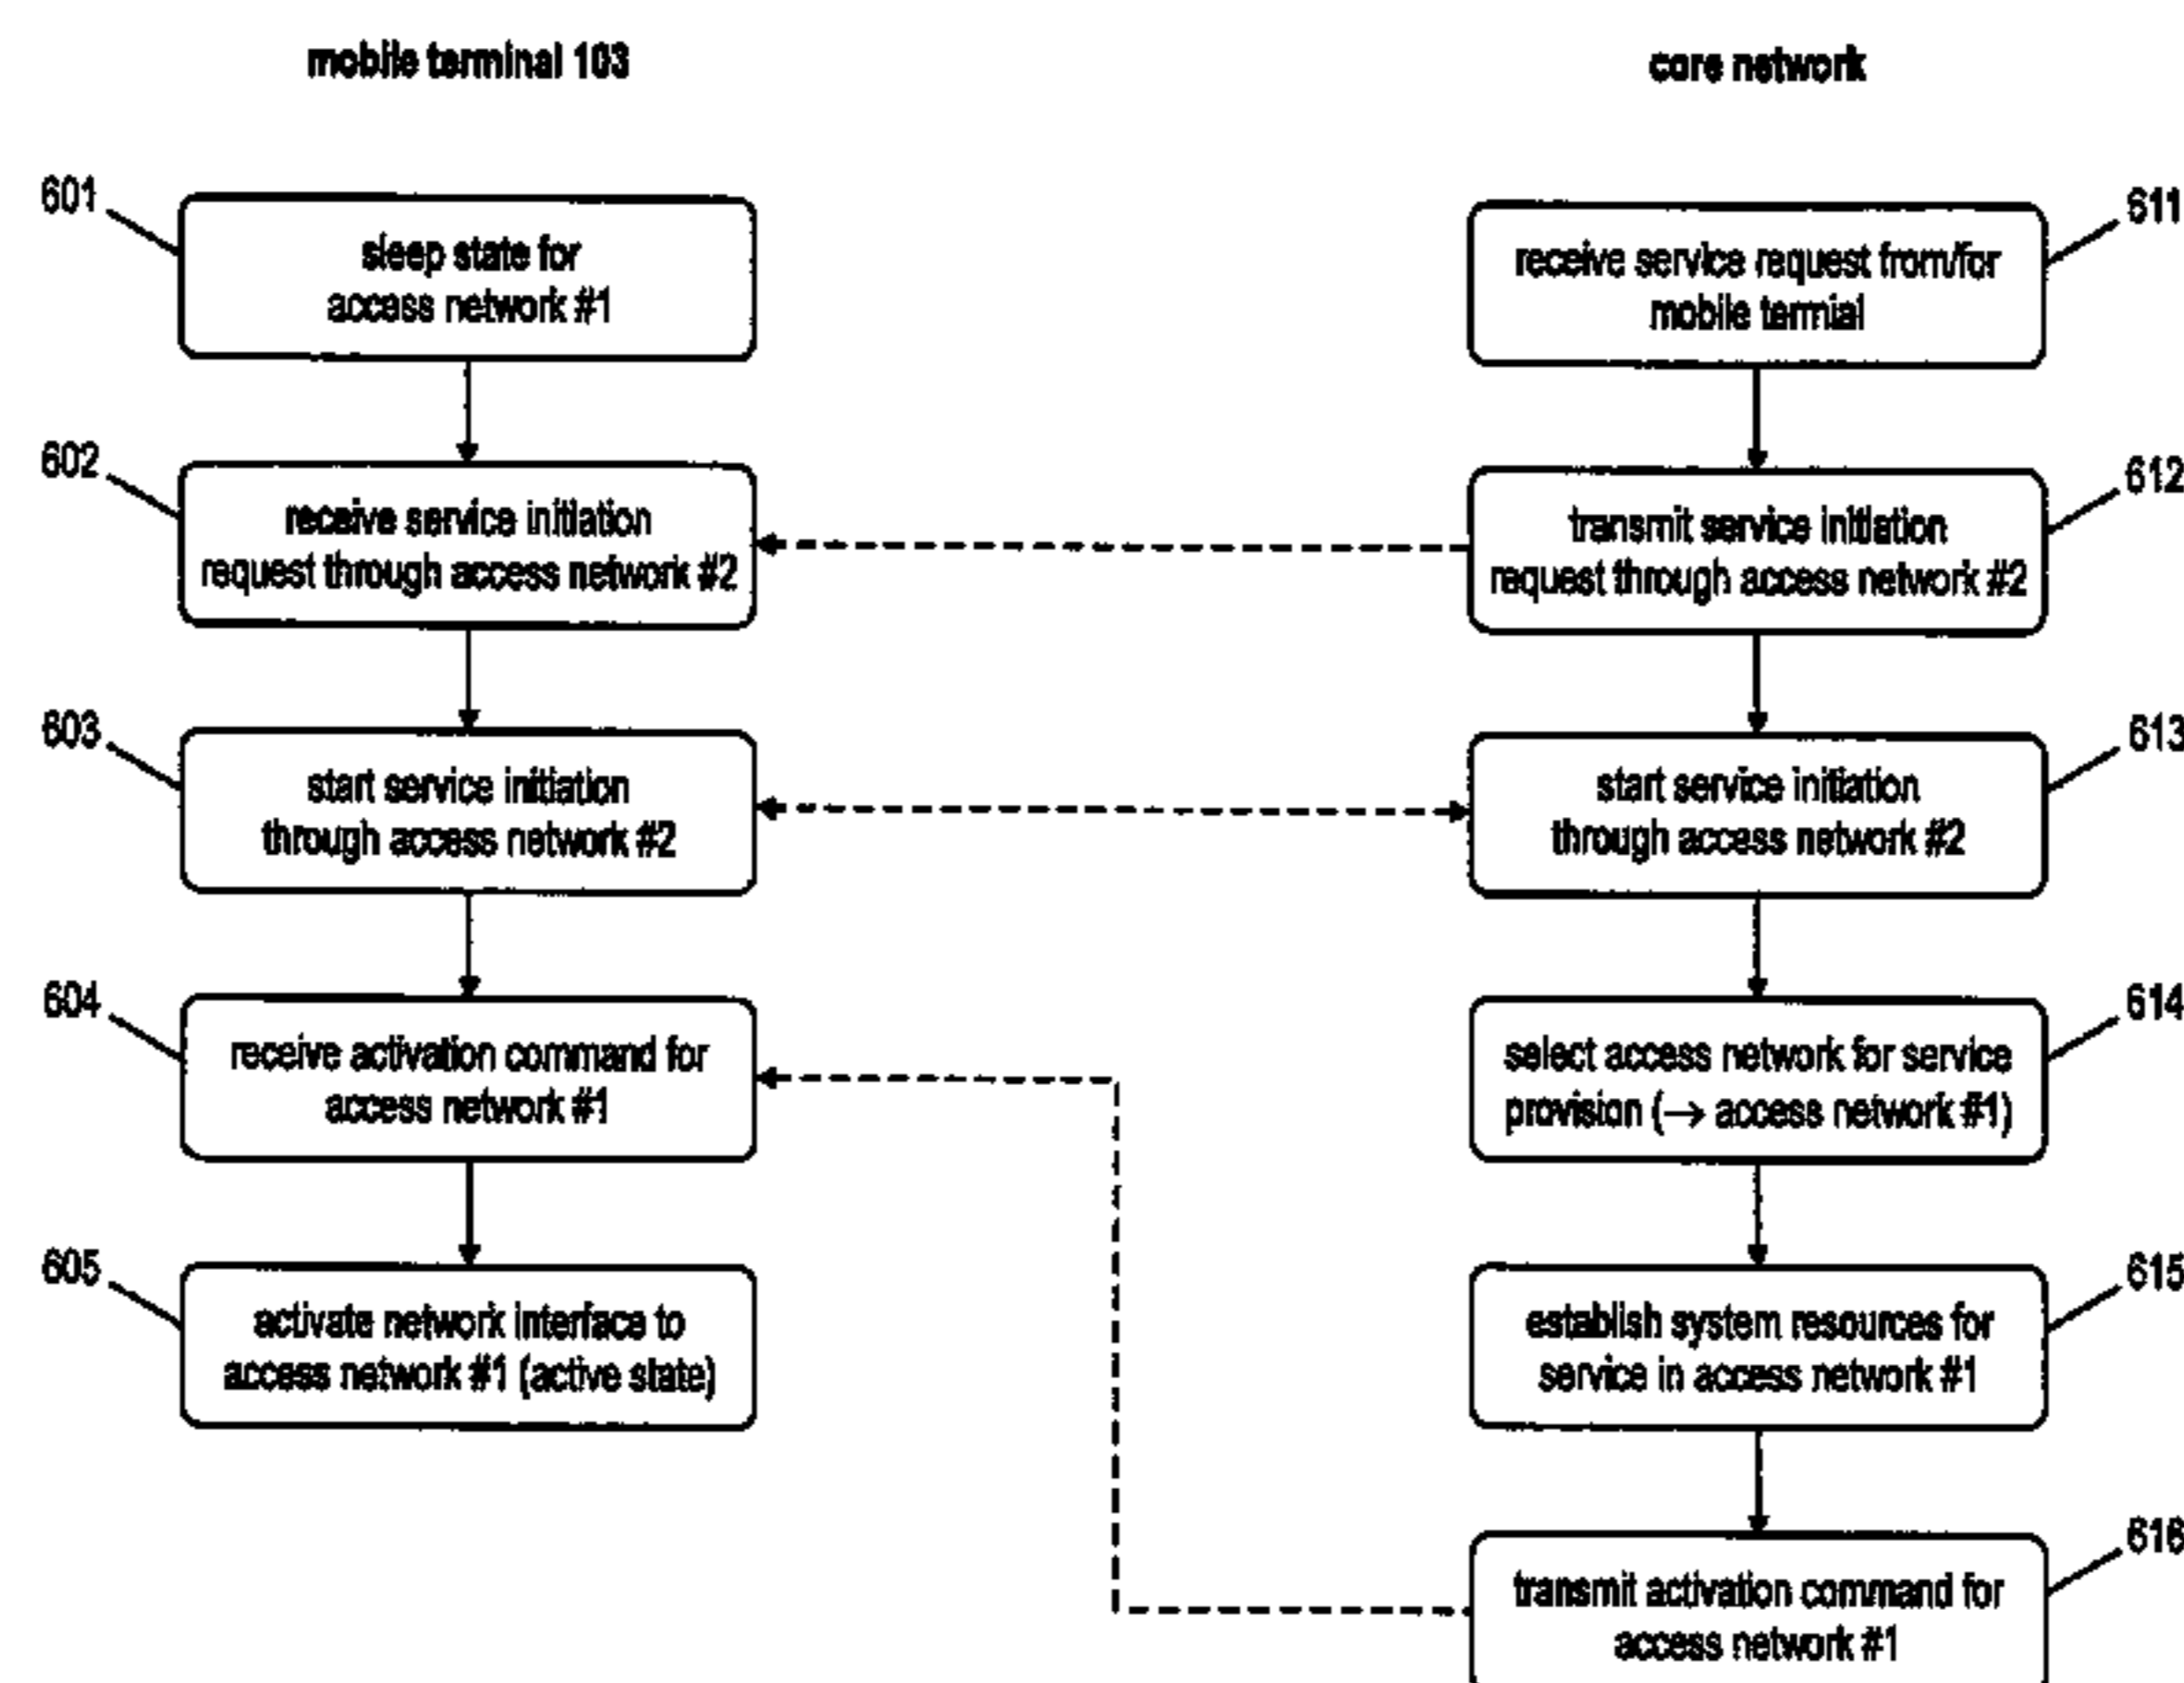 mobile terminal 103
core network
601
sleep state for
access network #1
611
receive service request from/for
mobile termial
602
receive service initiation
request through access network #2
612
transmit service initiation
request through access network #2
603
start service initiation
through access network #2
613
start service initiation
through access network #2
604
receive activation command for
access network #1
614
select access network for service
provision (→ access network #1)
605
activate network interface to
access network #1 (active state)
615
establish system resources for
service in access network #1
616
transmit activation command for
access network #1